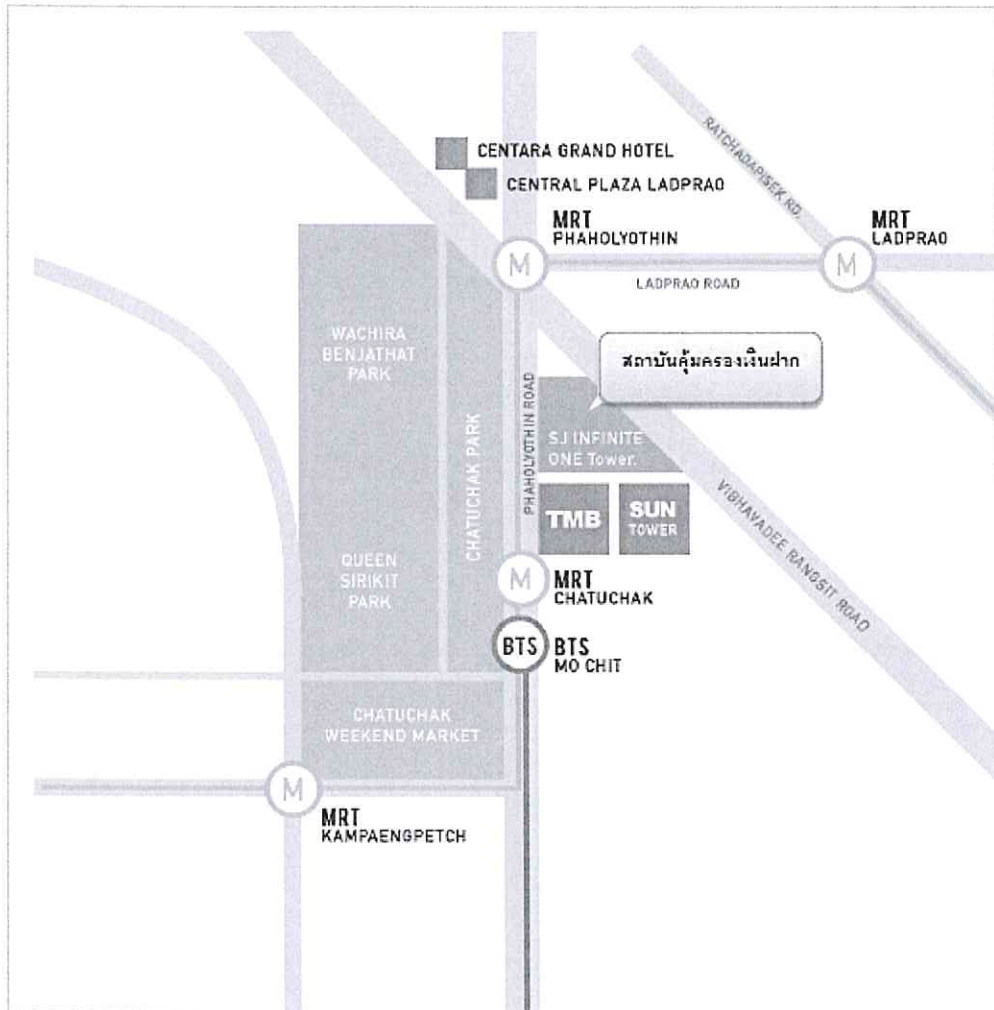 CENTARA GRAND HOTEL
CENTRAL PLAZA LADPRAO
RATCHADAPISEK RD.
MRT
PHAHOLYOTHIN
MRT
LADPRAO
M
M
LADPRAO ROAD
WACHIRA
BENJATHAT
PARK
สถาบันคุ้มครองเงินฝาก
PHAHOLYOTHIN ROAD
CHATUCHAK PARK
SJ INFINITE
ONE Tower.
VIBHAVADEE RANGSIT ROAD
TMB
SUN
TOWER
QUEEN
SIRIKIT
PARK
M
MRT
CHATUCHAK
BTS
BTS
MO CHIT
CHATUCHAK
WEEKEND MARKET
M
MRT
KAMPAENGPETCH